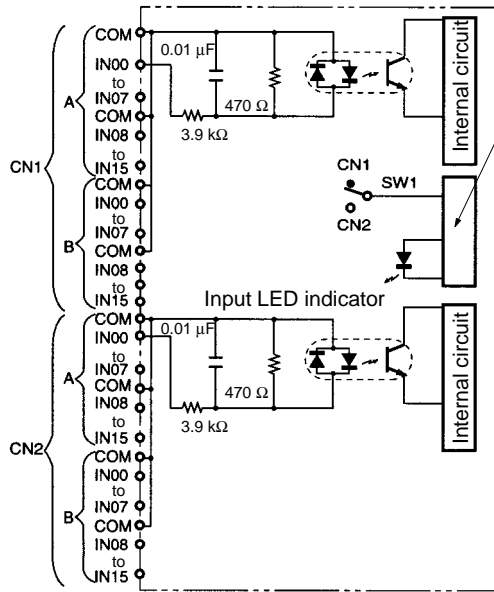 COM
IN00
to
IN07
COM
IN08
to
IN15
COM
IN00
to
IN07
COM
IN08
IN15
A
B
CN1
0.01 μF
470 Ω
3.9 kΩ
Internal circuit
CN1
SW1
CN2
Input LED indicator
COM
IN00
to
IN07
COM
IN08
to
IN15
COM
IN00
to
IN07
COM
IN08
to
IN15
A
B
CN2
0.01 μF
470 Ω
3.9 kΩ
Internal circuit